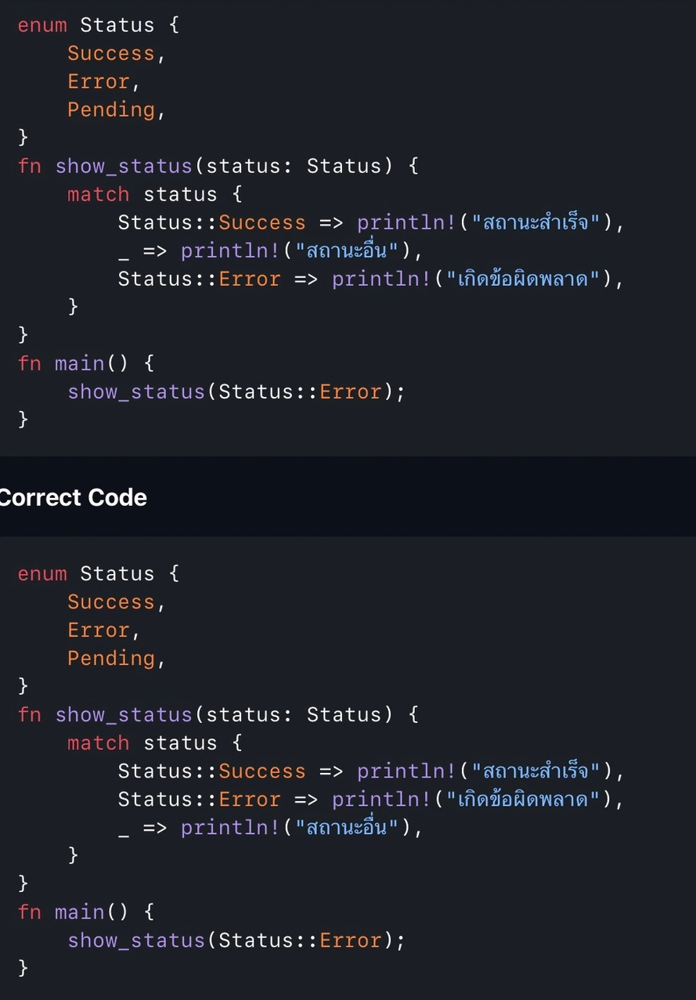 enum Status {
    Success,
    Error,
    Pending,
}
fn show_status(status: Status) {
    match status {
        Status::Success => println!("สถานะสำเร็จ"),
        _ => println!("สถานะอื่น"),
        Status::Error => println!("เกิดข้อผิดพลาด"),
    }
}
fn main() {
    show_status(Status::Error);
}
Correct Code
enum Status {
    Success,
    Error,
    Pending,
}
fn show_status(status: Status) {
    match status {
        Status::Success => println!("สถานะสำเร็จ"),
        Status::Error => println!("เกิดข้อผิดพลาด"),
        _ => println!("สถานะอื่น"),
    }
}
fn main() {
    show_status(Status::Error);
}